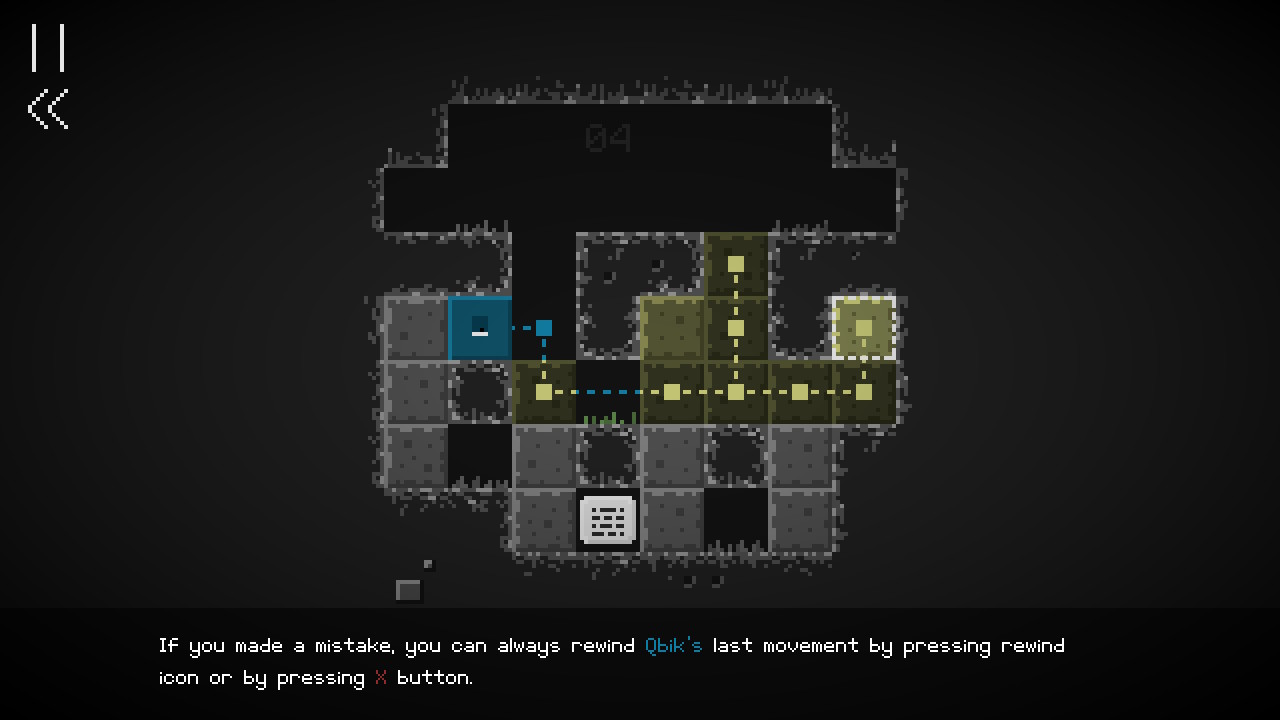 04
If you made a mistake, you can always rewind Qbik's last movement by pressing rewind
icon or by pressing X button.